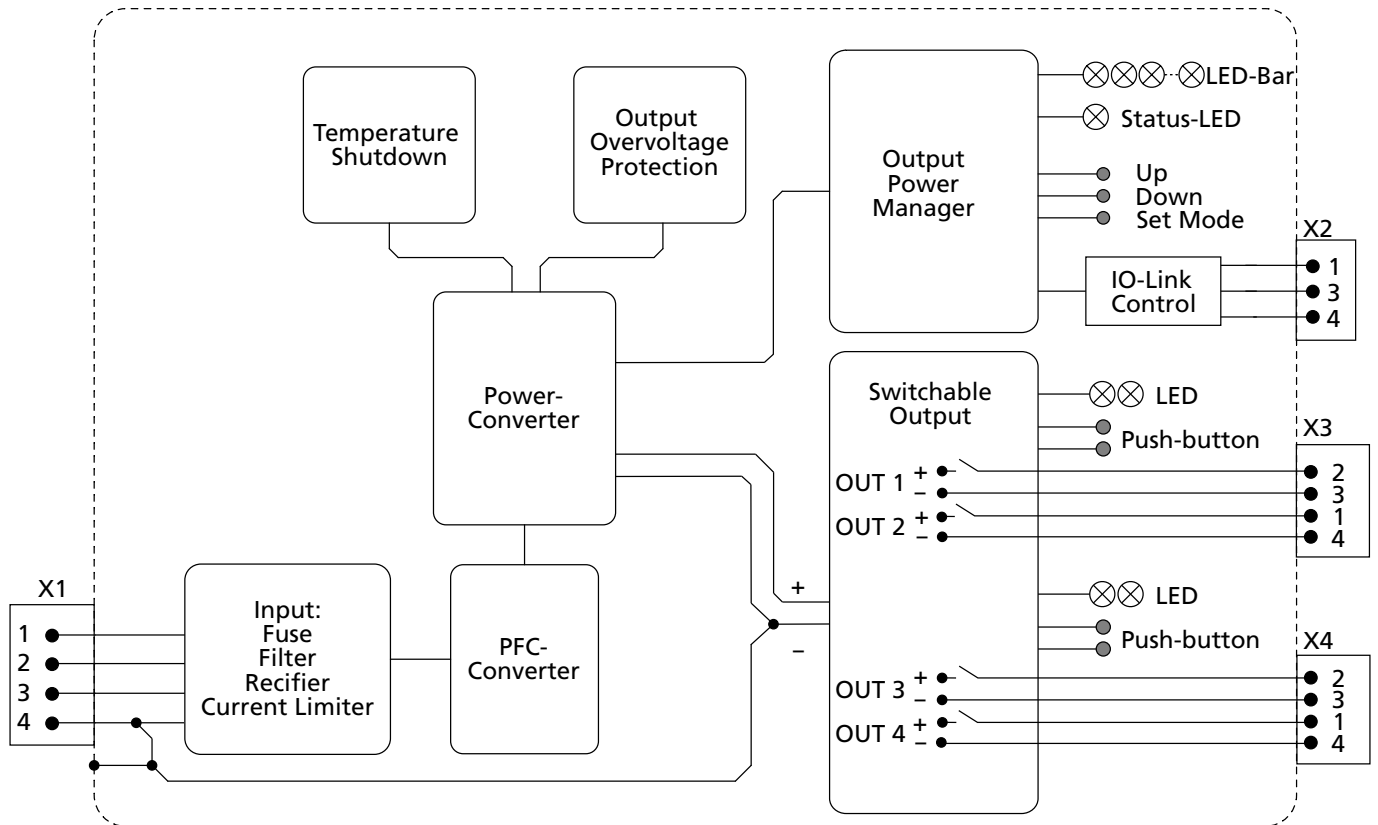 Temperature
Shutdown
Output
Overvoltage
Protection
Output
Power
Manager
LED-Bar
Status-LED
Up
Down
Set Mode
IO-Link
Control
X2
1
3
4
Power-
Converter
Switchable
Output
LED
Push-button
OUT 1 + –
OUT 2 + –
X3
2
3
1
4
X1
1
2
3
4
Input:
Fuse
Filter
Recifier
Current Limiter
PFC-
Converter
+
–
LED
Push-button
OUT 3 + –
OUT 4 + –
X4
2
3
1
4